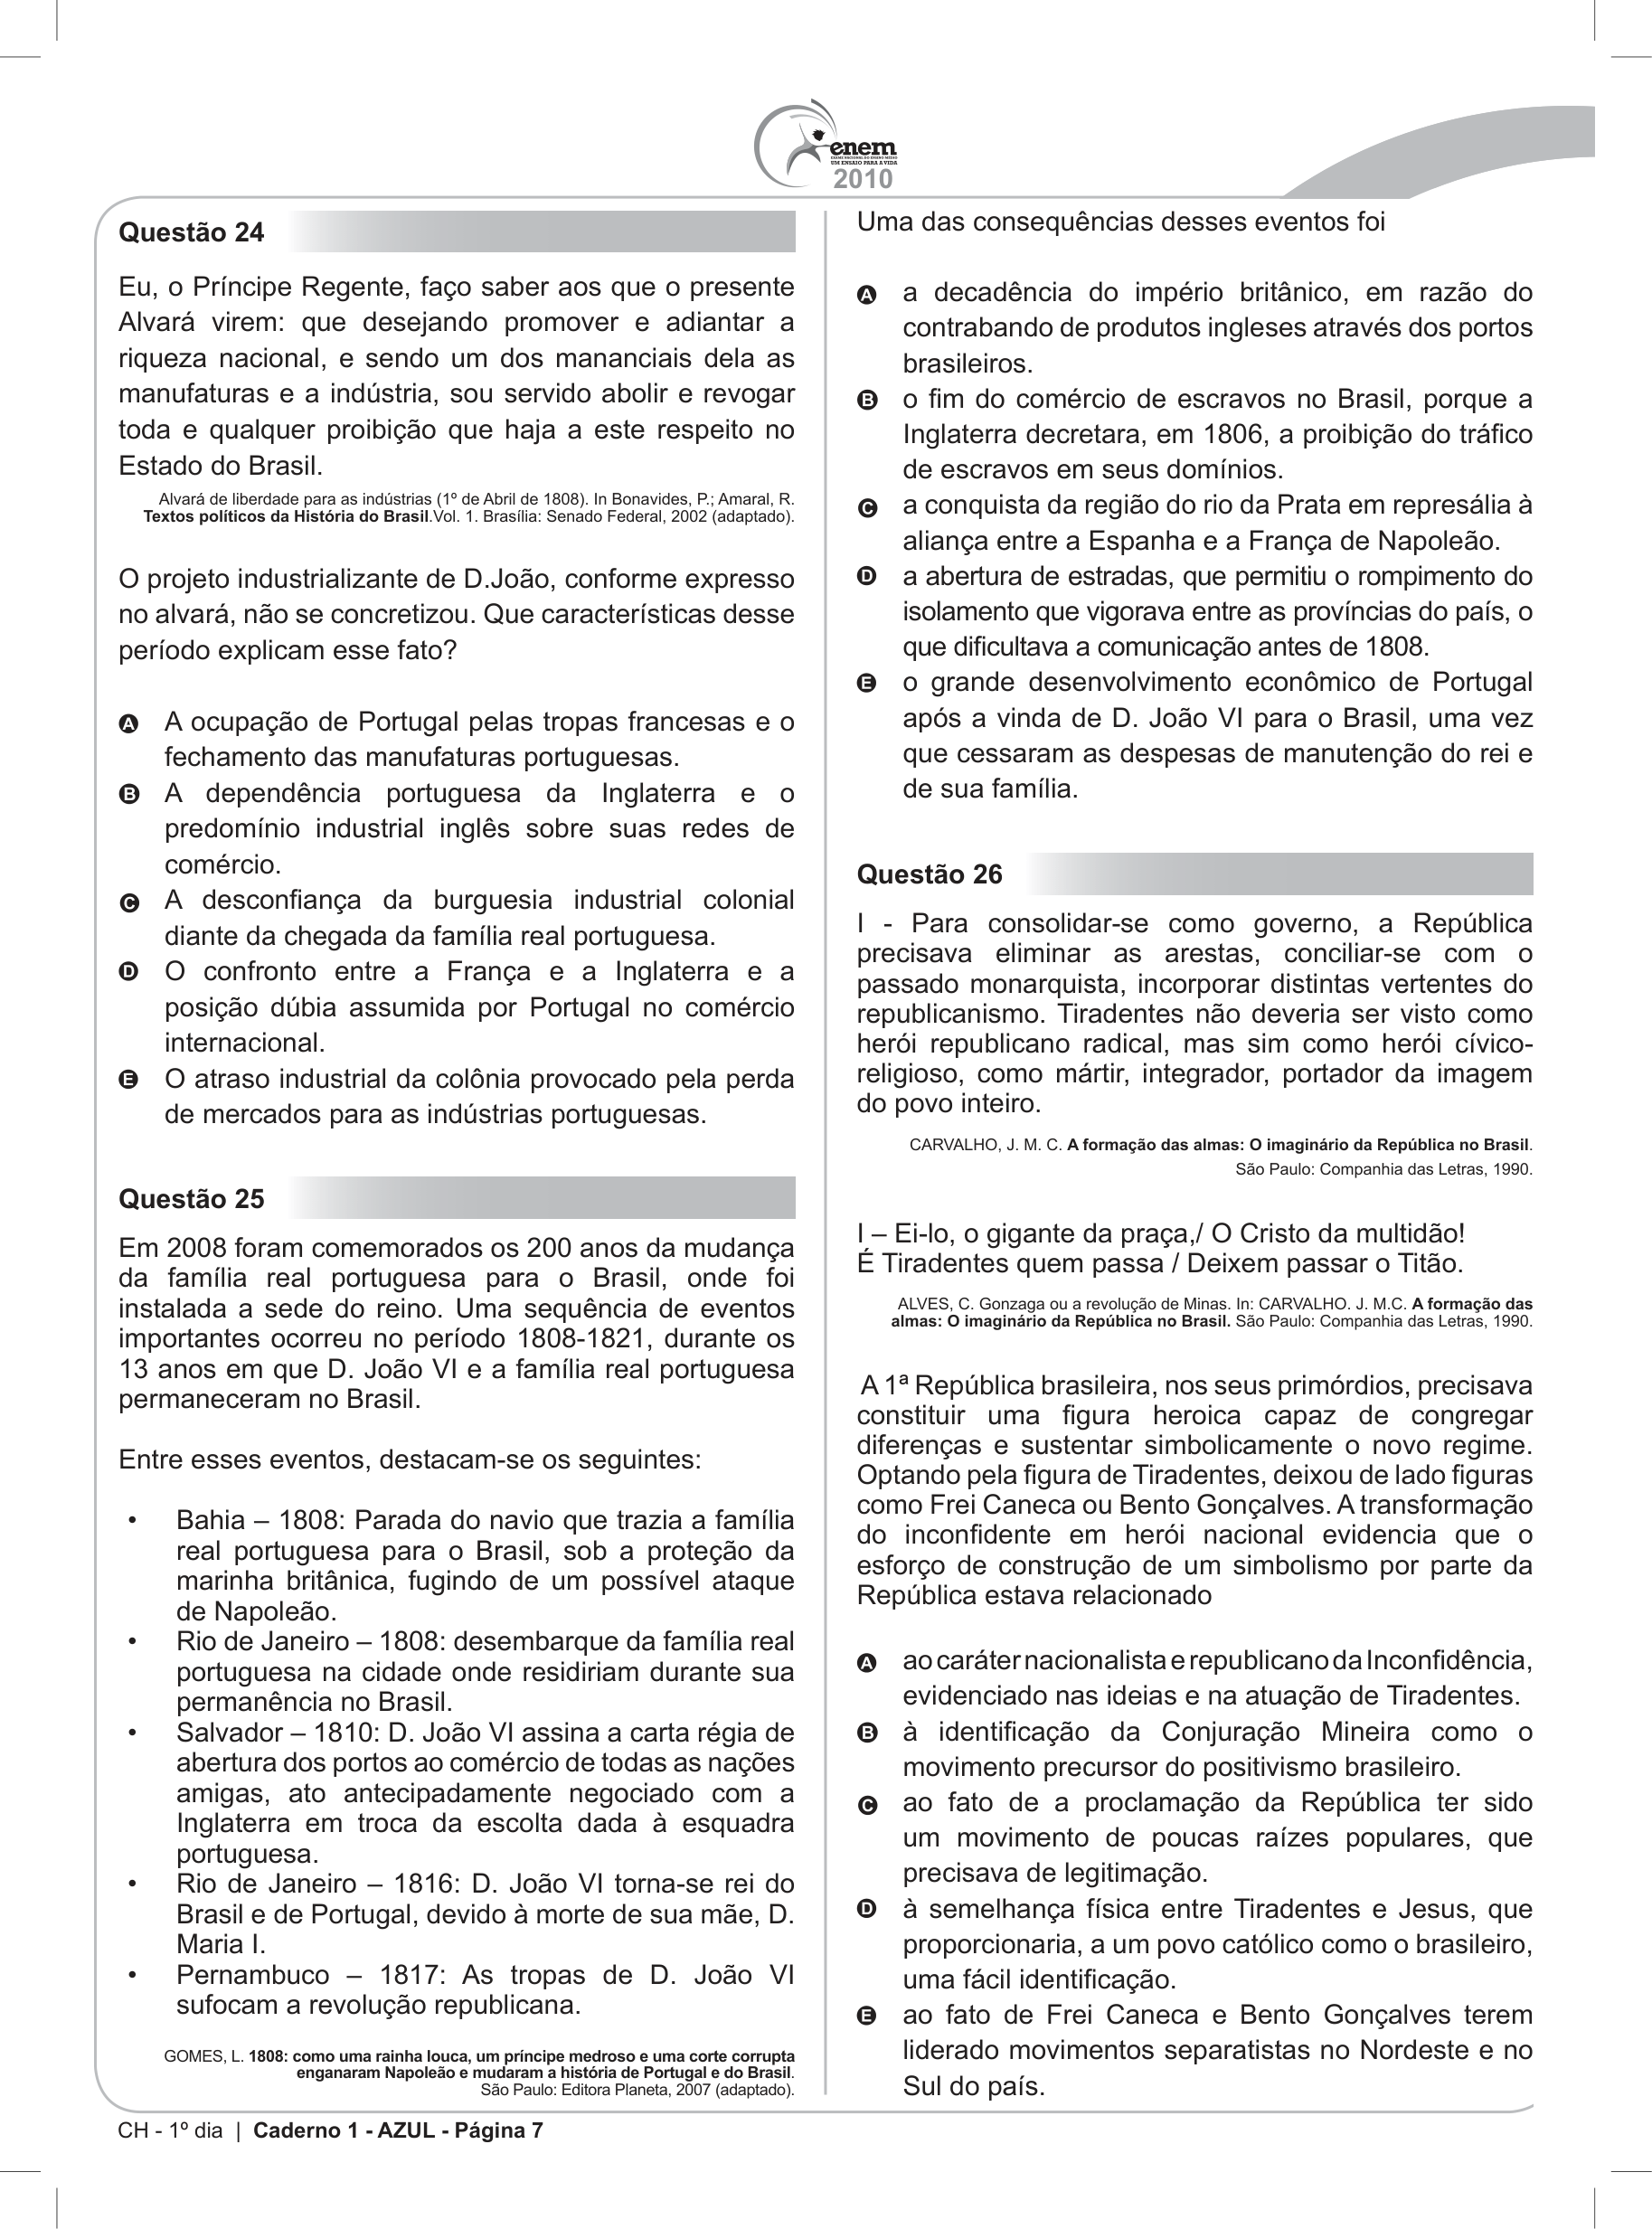 enem
EXAME NACIONAL DO ENSINO MÉDIO
UM ENSAIO PARA A VIDA
2010
Questão 24
Eu, o Príncipe Regente, faço saber aos que o presente
Alvará virem: que desejando promover e adiantar a
riqueza nacional, e sendo um dos mananciais dela as
manufaturas e a indústria, sou servido abolir e revogar
toda e qualquer proibição que haja a este respeito no
Estado do Brasil.
Alvará de liberdade para as indústrias (1º de Abril de 1808). In Bonavides, P.; Amaral, R.
Textos políticos da História do Brasil.Vol. 1. Brasília: Senado Federal, 2002 (adaptado).
O projeto industrializante de D.João, conforme expresso
no alvará, não se concretizou. Que características desse
período explicam esse fato?
A A ocupação de Portugal pelas tropas francesas e o
fechamento das manufaturas portuguesas.
B A dependência portuguesa da Inglaterra e o
predomínio industrial inglês sobre suas redes de
comércio.
C A desconfiança da burguesia industrial colonial
diante da chegada da família real portuguesa.
D O confronto entre a França e a Inglaterra e a
posição dúbia assumida por Portugal no comércio
internacional.
E O atraso industrial da colônia provocado pela perda
de mercados para as indústrias portuguesas.
Questão 25
Em 2008 foram comemorados os 200 anos da mudança
da família real portuguesa para o Brasil, onde foi
instalada a sede do reino. Uma sequência de eventos
importantes ocorreu no período 1808-1821, durante os
13 anos em que D. João VI e a família real portuguesa
permaneceram no Brasil.
Entre esses eventos, destacam-se os seguintes:
• Bahia – 1808: Parada do navio que trazia a família
real portuguesa para o Brasil, sob a proteção da
marinha britânica, fugindo de um possível ataque
de Napoleão.
• Rio de Janeiro – 1808: desembarque da família real
portuguesa na cidade onde residiriam durante sua
permanência no Brasil.
• Salvador – 1810: D. João VI assina a carta régia de
abertura dos portos ao comércio de todas as nações
amigas, ato antecipadamente negociado com a
Inglaterra em troca da escolta dada à esquadra
portuguesa.
• Rio de Janeiro – 1816: D. João VI torna-se rei do
Brasil e de Portugal, devido à morte de sua mãe, D.
Maria I.
• Pernambuco – 1817: As tropas de D. João VI
sufocam a revolução republicana.
GOMES, L. 1808: como uma rainha louca, um príncipe medroso e uma corte corrupta
enganaram Napoleão e mudaram a história de Portugal e do Brasil.
São Paulo: Editora Planeta, 2007 (adaptado).
Uma das consequências desses eventos foi
A a decadência do império britânico, em razão do
contrabando de produtos ingleses através dos portos
brasileiros.
B o fim do comércio de escravos no Brasil, porque a
Inglaterra decretara, em 1806, a proibição do tráfico
de escravos em seus domínios.
C a conquista da região do rio da Prata em represália à
aliança entre a Espanha e a França de Napoleão.
D a abertura de estradas, que permitiu o rompimento do
isolamento que vigorava entre as províncias do país, o
que dificultava a comunicação antes de 1808.
E o grande desenvolvimento econômico de Portugal
após a vinda de D. João VI para o Brasil, uma vez
que cessaram as despesas de manutenção do rei e
de sua família.
Questão 26
I - Para consolidar-se como governo, a República
precisava eliminar as arestas, conciliar-se com o
passado monarquista, incorporar distintas vertentes do
republicanismo. Tiradentes não deveria ser visto como
herói republicano radical, mas sim como herói cívico-
religioso, como mártir, integrador, portador da imagem
do povo inteiro.
CARVALHO, J. M. C. A formação das almas: O imaginário da República no Brasil.
São Paulo: Companhia das Letras, 1990.
I – Ei-lo, o gigante da praça,/ O Cristo da multidão!
É Tiradentes quem passa / Deixem passar o Titão.
ALVES, C. Gonzaga ou a revolução de Minas. In: CARVALHO. J. M.C. A formação das
almas: O imaginário da República no Brasil. São Paulo: Companhia das Letras, 1990.
A 1ª República brasileira, nos seus primórdios, precisava
constituir uma figura heroica capaz de congregar
diferenças e sustentar simbolicamente o novo regime.
Optando pela figura de Tiradentes, deixou de lado figuras
como Frei Caneca ou Bento Gonçalves. A transformação
do inconfidente em herói nacional evidencia que o
esforço de construção de um simbolismo por parte da
República estava relacionado
A ao caráter nacionalista e republicano da Inconfidência,
evidenciado nas ideias e na atuação de Tiradentes.
B à identificação da Conjuração Mineira como o
movimento precursor do positivismo brasileiro.
C ao fato de a proclamação da República ter sido
um movimento de poucas raízes populares, que
precisava de legitimação.
D à semelhança física entre Tiradentes e Jesus, que
proporcionaria, a um povo católico como o brasileiro,
uma fácil identificação.
E ao fato de Frei Caneca e Bento Gonçalves terem
liderado movimentos separatistas no Nordeste e no
Sul do país.
CH - 1º dia | Caderno 1 - AZUL - Página 7